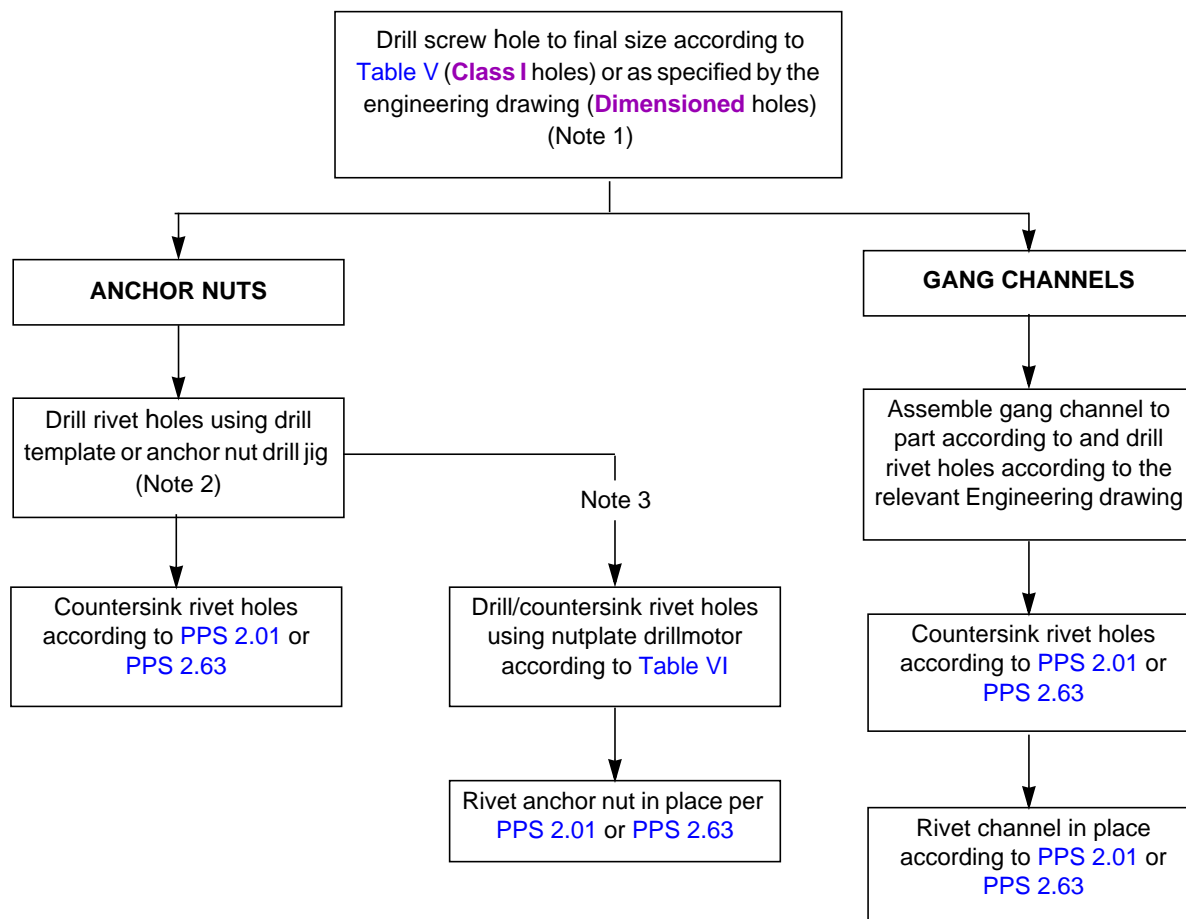 Drill screw hole to final size according to
Table V (Class I holes) or as specified by the
engineering drawing (Dimensioned holes)
(Note 1)
ANCHOR NUTS
GANG CHANNELS
Drill rivet holes using drill
template or anchor nut drill jig
(Note 2)
Note 3
Assemble gang channel to
part according to and drill
rivet holes according to the
relevant Engineering drawing
Countersink rivet holes
according to PPS 2.01 or
PPS 2.63
Drill/countersink rivet holes
using nutplate drillmotor
according to Table VI
Countersink rivet holes
according to PPS 2.01 or
PPS 2.63
Rivet anchor nut in place per
PPS 2.01 or PPS 2.63
Rivet channel in place
according to PPS 2.01 or
PPS 2.63